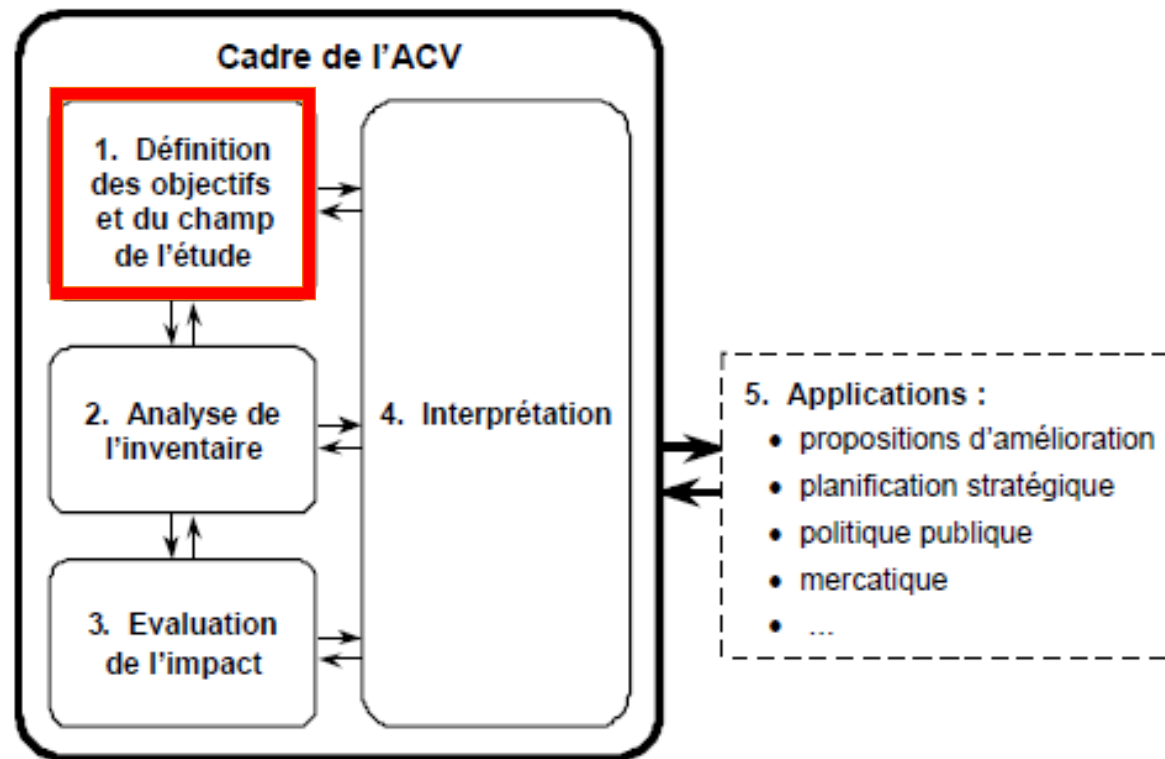 Cadre de l'ACV
1. Définition
des objectifs
et du champ
de l'étude
2. Analyse de
l'inventaire
3. Evaluation
de l'impact
4. Interprétation
5. Applications :
• propositions d'amélioration
• planification stratégique
• politique publique
• mercatique
• ...